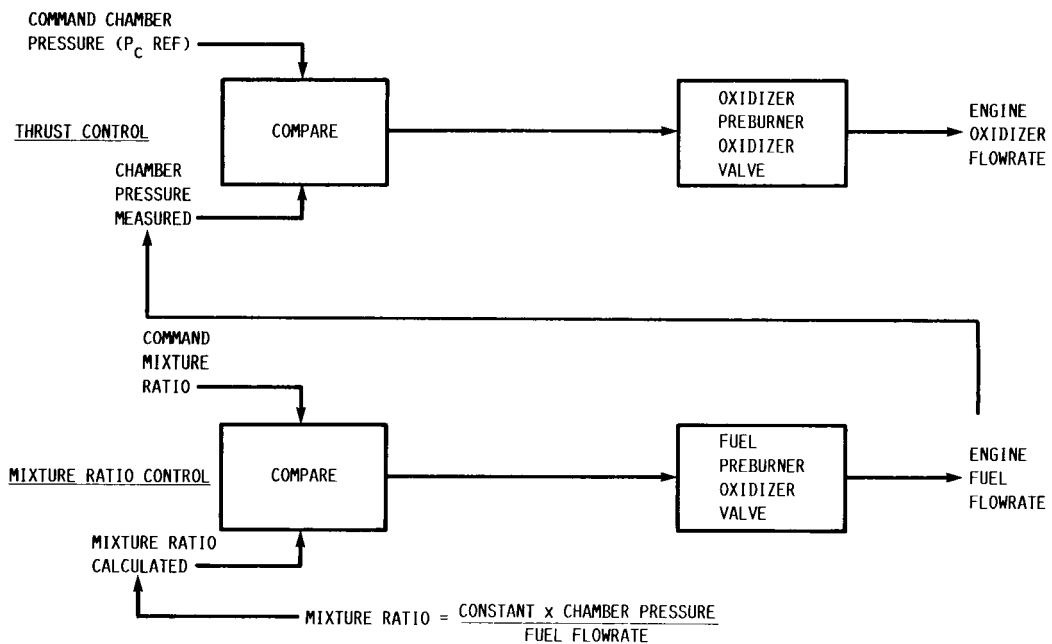 COMMAND CHAMBER
PRESSURE (PC REF)
THRUST CONTROL
COMPARE
CHAMBER
PRESSURE
MEASURED
OXIDIZER
PREBURNER
OXIDIZER
VALVE
ENGINE
OXIDIZER
FLOWRATE
COMMAND
MIXTURE
RATIO
MIXTURE RATIO CONTROL
COMPARE
MIXTURE RATIO
CALCULATED
FUEL
PREBURNER
OXIDIZER
VALVE
ENGINE
FUEL
FLOWRATE
MIXTURE RATIO = CONSTANT x CHAMBER PRESSURE
FUEL FLOWRATE